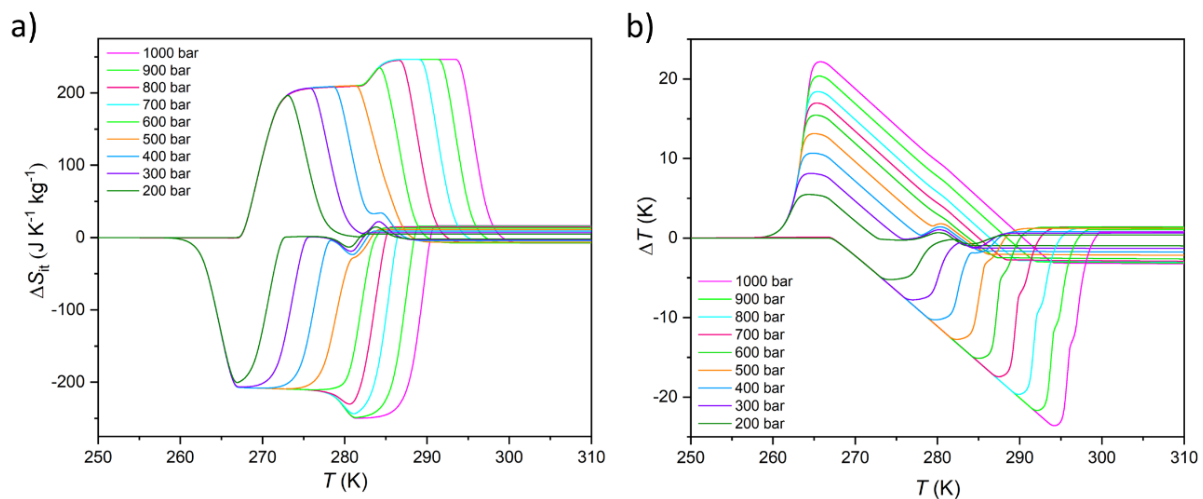 a)
ΔS_it (J K⁻¹ kg⁻¹)
200
100
0
-100
-200
1000 bar
900 bar
800 bar
700 bar
600 bar
500 bar
400 bar
300 bar
200 bar
250 260 270 280 290 300 310
T (K)
b)
ΔT (K)
20
10
0
-10
-20
1000 bar
900 bar
800 bar
700 bar
600 bar
500 bar
400 bar
300 bar
200 bar
250 260 270 280 290 300 310
T (K)